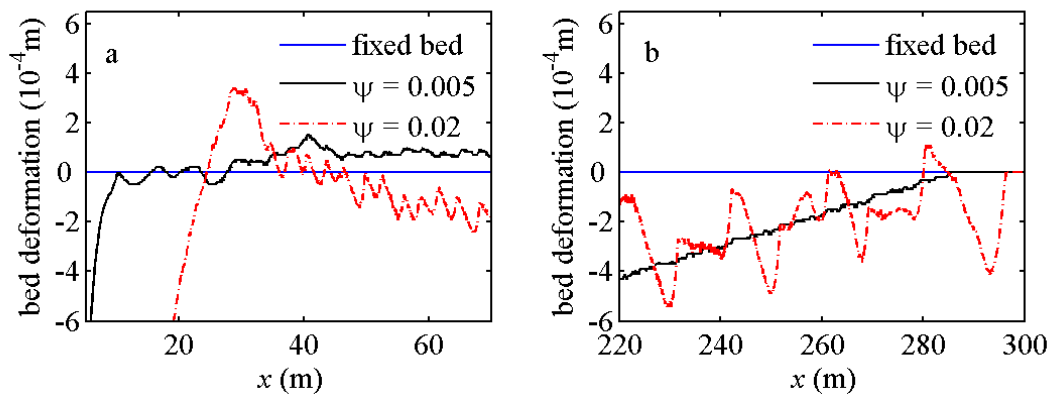 a
fixed bed
ψ = 0.005
ψ = 0.02
bed deformation (10⁻⁴m)
6
4
2
0
-2
-4
-6
20
40
60
x (m)
b
fixed bed
ψ = 0.005
ψ = 0.02
bed deformation (10⁻⁴m)
6
4
2
0
-2
-4
-6
220
240
260
280
300
x (m)